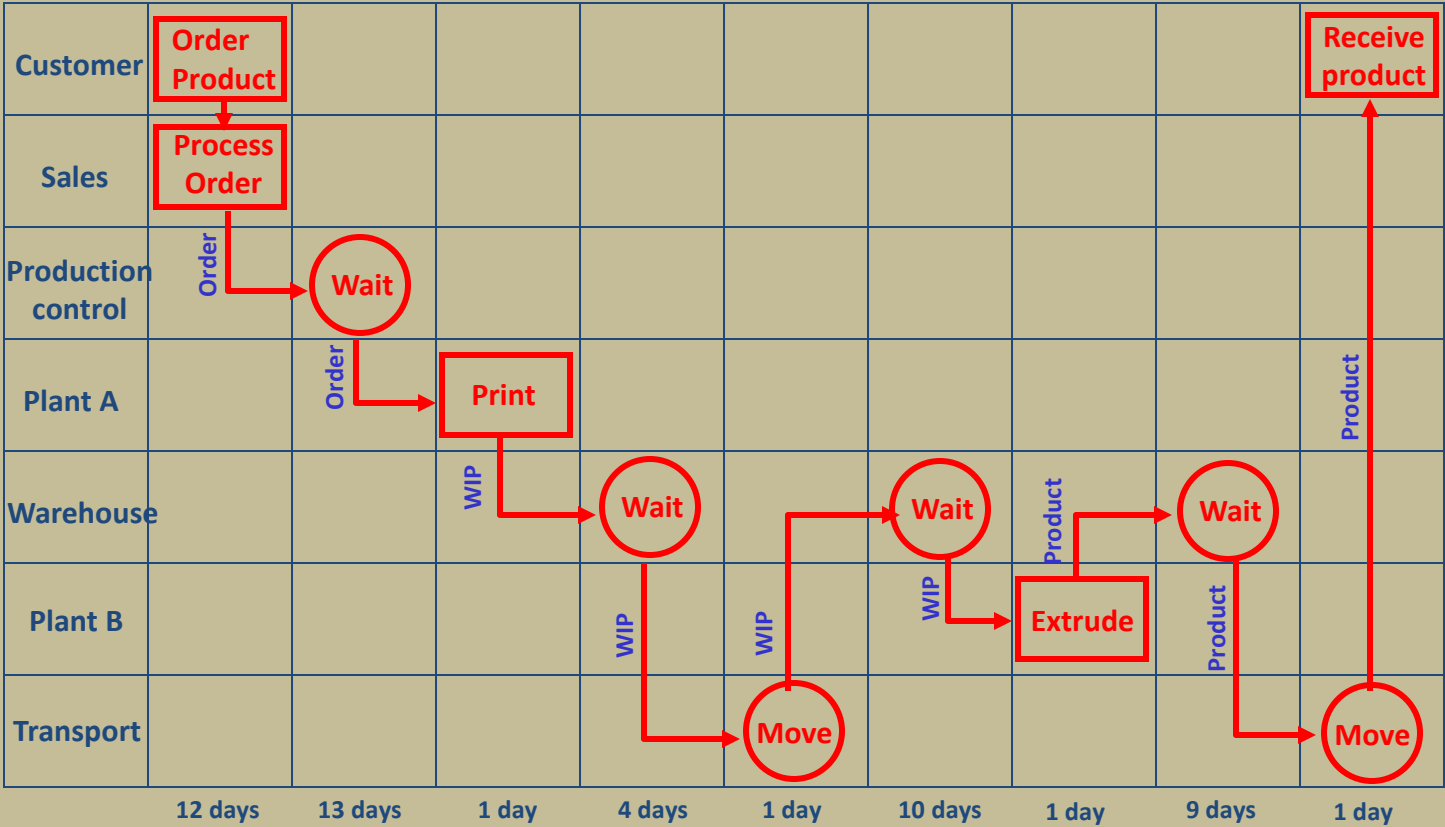 Customer
Order
Product
Receive
product
Sales
Process
Order
Production
control
Order
Wait
Plant A
Order
Print
Product
Warehouse
WIP
Wait
Wait
Product
Wait
Plant B
WIP
WIP
WIP
Extrude
Product
Transport
Move
Move
12 days
13 days
1 day
4 days
1 day
10 days
1 day
9 days
1 day